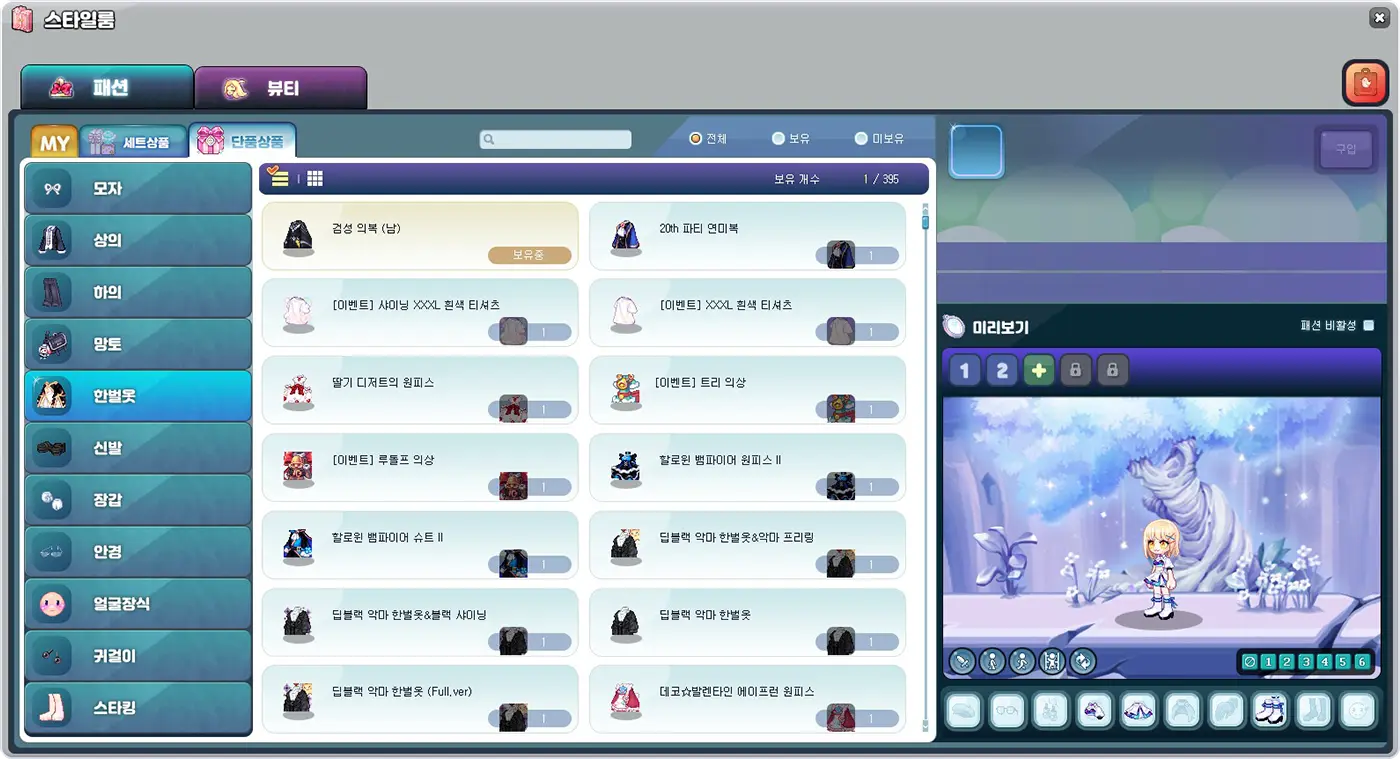 스타일룸
패션
뷰티
MY
세트상품
단품상품
전체
보유
미보유
구입
모자
상의
하의
망토
한벌옷
신발
장갑
안경
얼굴장식
귀걸이
스타킹
보유 개수 1 / 395
검성 의복 (남)
보유중
20th 파티 연미복
1
[이벤트] 샤이닝 XXXL 흰색 티셔츠
1
[이벤트] XXXL 흰색 티셔츠
1
딸기 디저트의 원피스
1
[이벤트] 트리 의상
1
[이벤트] 루돌프 의상
1
할로윈 뱀파이어 원피스 II
1
할로윈 뱀파이어 슈트 II
1
딥블랙 악마 한벌옷&악마 프리링
1
딥블랙 악마 한벌옷&블랙 샤이닝
1
딥블랙 악마 한벌옷
1
딥블랙 악마 한벌옷 (Full.ver)
1
데코☆발렌타인 에이프런 원피스
1
미리보기
패션 비활성
1 2 +
1 2 3 4 5 6